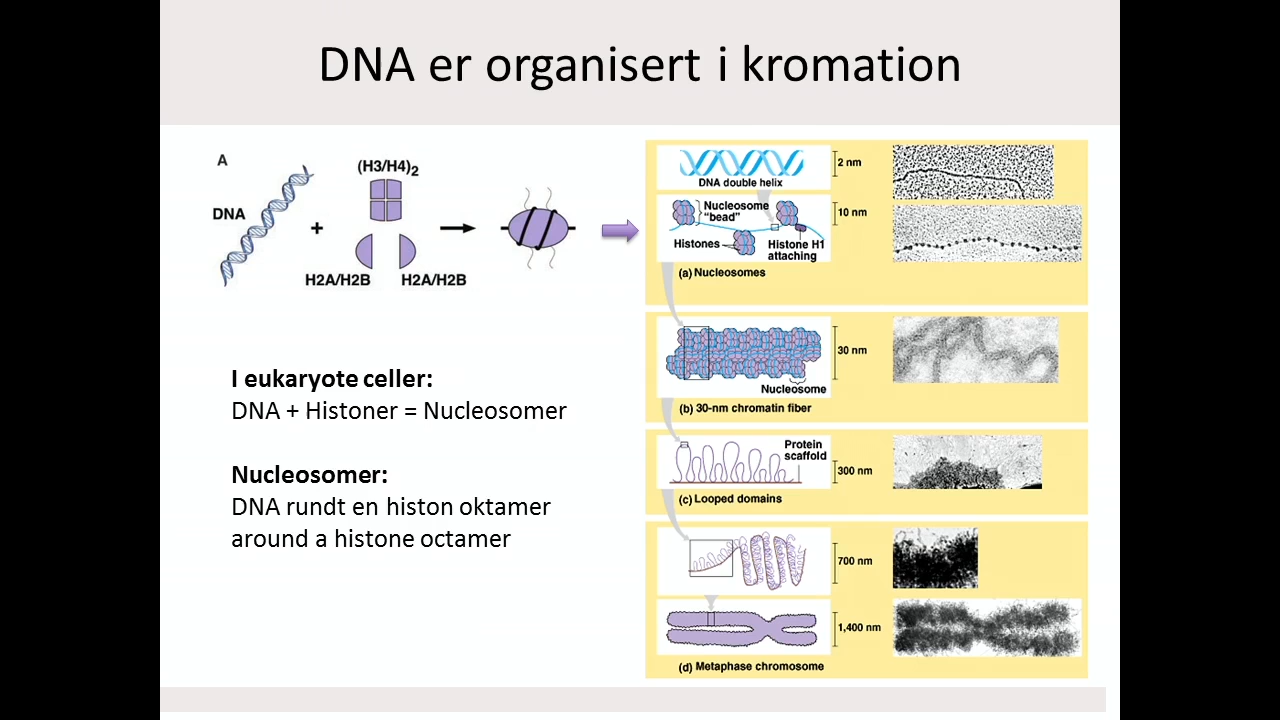 DNA er organisert i kromation
A
(H3/H4)2
DNA
+
H2A/H2B
H2A/H2B
I eukaryote celler:
DNA + Histoner = Nucleosomer
Nucleosomer:
DNA rundt en histon oktamer
around a histone octamer
DNA double helix
2 nm
Nucleosome
"bead"
10 nm
Histones
Histone H1
attaching
(a) Nucleosomes
30 nm
Nucleosome
(b) 30-nm chromatin fiber
Protein
scaffold
300 nm
(c) Looped domains
700 nm
1,400 nm
(d) Metaphase chromosome